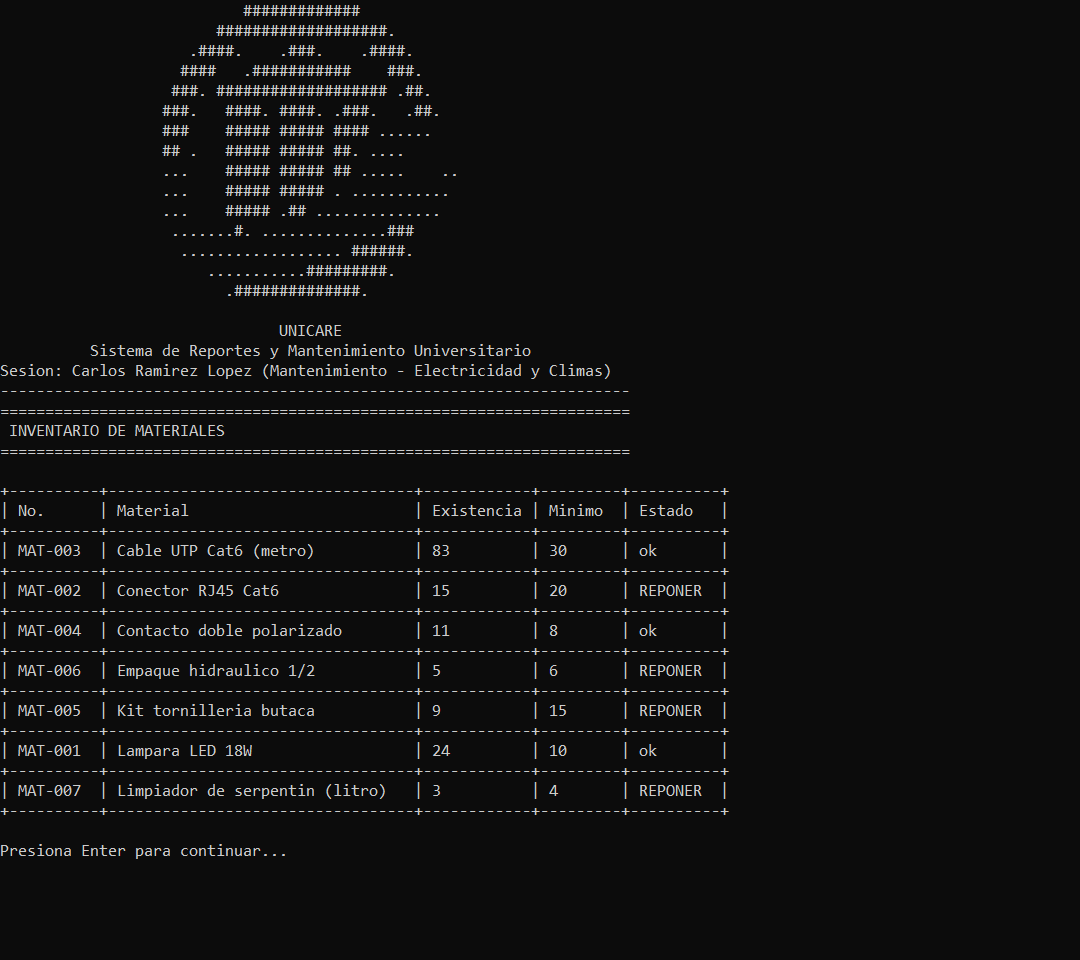 UNICARE
Sistema de Reportes y Mantenimiento Universitario
Sesion: Carlos Ramirez Lopez (Mantenimiento - Electricidad y Climas)
INVENTARIO DE MATERIALES
No. | Material | Existencia | Minimo | Estado
MAT-003 | Cable UTP Cat6 (metro) | 83 | 30 | ok
MAT-002 | Conector RJ45 Cat6 | 15 | 20 | REPONER
MAT-004 | Contacto doble polarizado | 11 | 8 | ok
MAT-006 | Empaque hidraulico 1/2 | 5 | 6 | REPONER
MAT-005 | Kit tornilleria butaca | 9 | 15 | REPONER
MAT-001 | Lampara LED 18W | 24 | 10 | ok
MAT-007 | Limpiador de serpentin (litro) | 3 | 4 | REPONER
Presiona Enter para continuar...